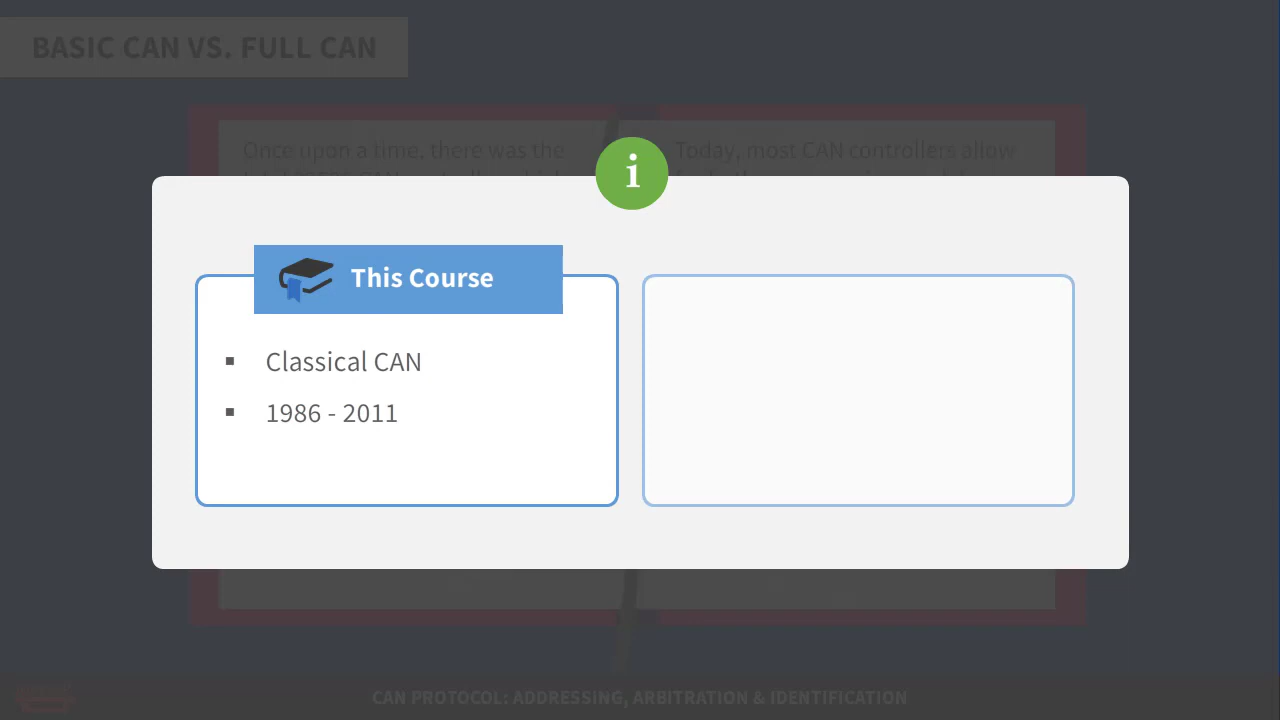 BASIC CAN VS. FULL CAN
Once upon a time, there was the
Today, most CAN controllers allow
i
This Course
▪ Classical CAN
▪ 1986 - 2011
CAN PROTOCOL: ADDRESSING, ARBITRATION & IDENTIFICATION